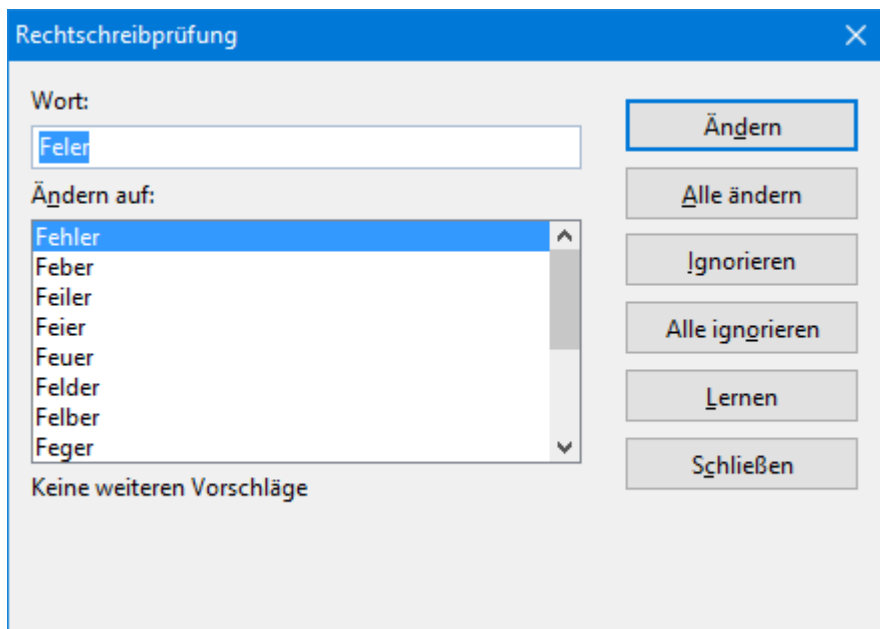 Rechtschreibprüfung
Wort:
Feler
Ändern auf:
Fehler
Feber
Feiler
Feier
Feuer
Felder
Felber
Feger
Keine weiteren Vorschläge
Ändern
Alle ändern
Ignorieren
Alle ignorieren
Lernen
Schließen